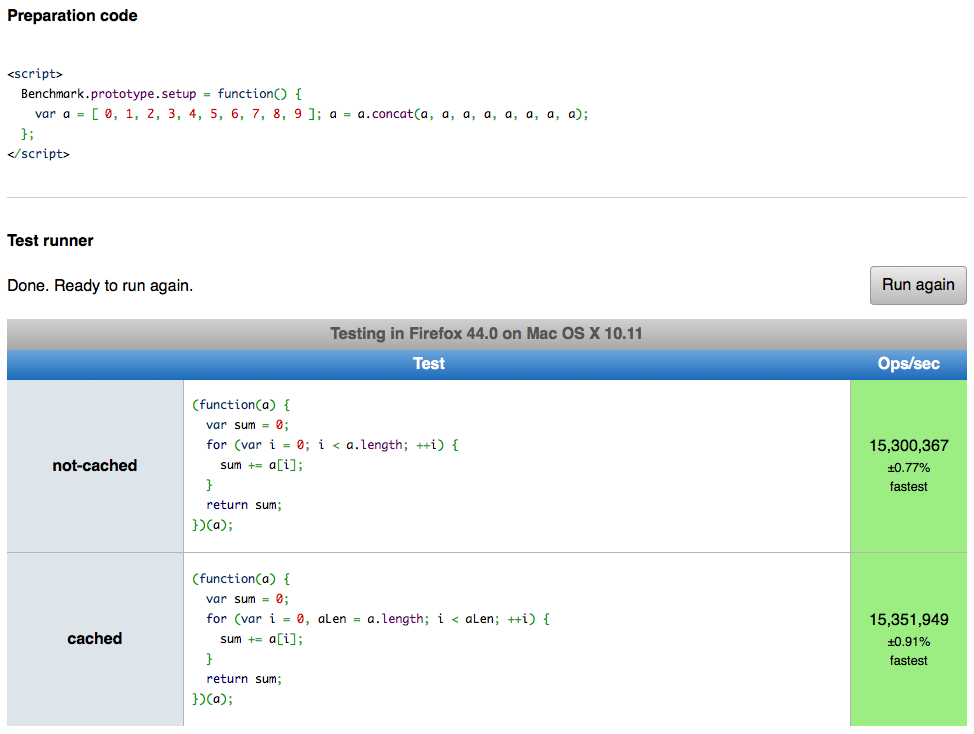 Preparation code
<script>
  Benchmark.prototype.setup = function() {
    var a = [ 0, 1, 2, 3, 4, 5, 6, 7, 8, 9 ]; a = a.concat(a, a, a, a, a, a, a, a);
  };
</script>
Test runner
Done. Ready to run again.
Run again
Testing in Firefox 44.0 on Mac OS X 10.11
Test Ops/sec
not-cached
(function(a) {
  var sum = 0;
  for (var i = 0; i < a.length; ++i) {
    sum += a[i];
  }
  return sum;
})(a);
15,300,367
±0.77%
fastest
cached
(function(a) {
  var sum = 0;
  for (var i = 0, aLen = a.length; i < aLen; ++i) {
    sum += a[i];
  }
  return sum;
})(a);
15,351,949
±0.91%
fastest